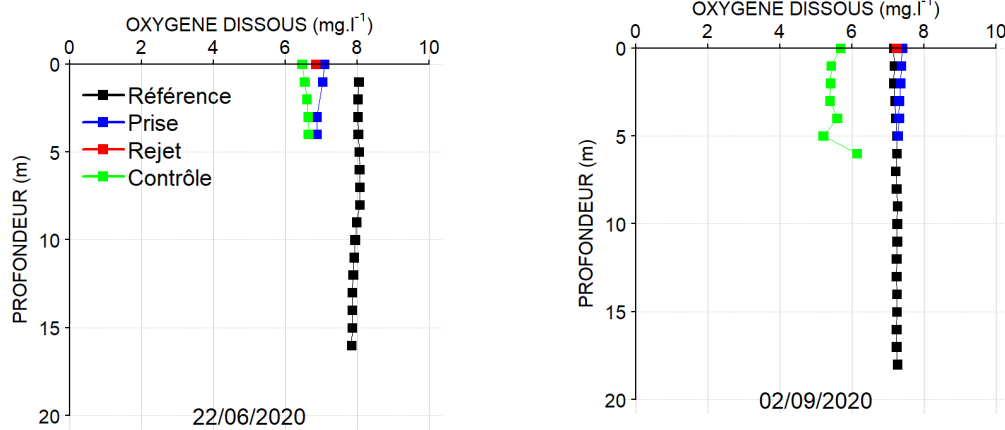 OXYGENE DISSOUS (mg.l⁻¹)
0 2 4 6 8 10
0
5
10
15
20
PROFONDEUR (m)
Référence
Prise
Rejet
Contrôle
22/06/2020
OXYGENE DISSOUS (mg.l⁻¹)
0 2 4 6 8 10
0
5
10
15
20
PROFONDEUR (m)
02/09/2020